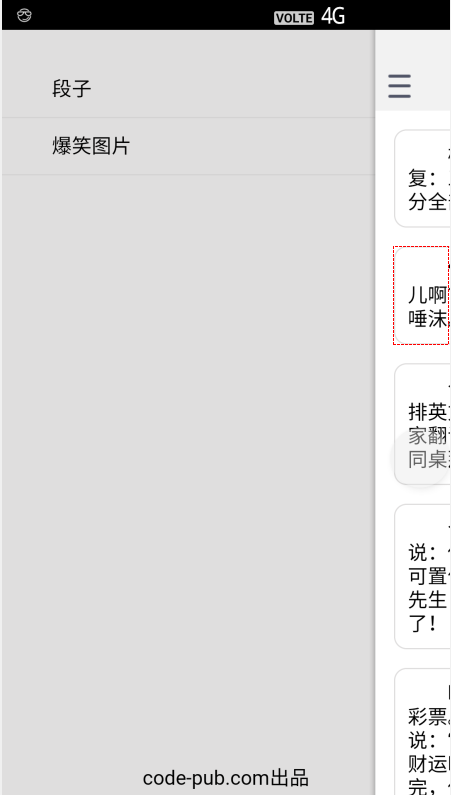 VOLTE 4G
段子
爆笑图片
复：
分全
儿啊
唾沫
排英
家翻
同桌
说：
可置
先生
了！
彩票。
说：
财运
完，
code-pub.com出品